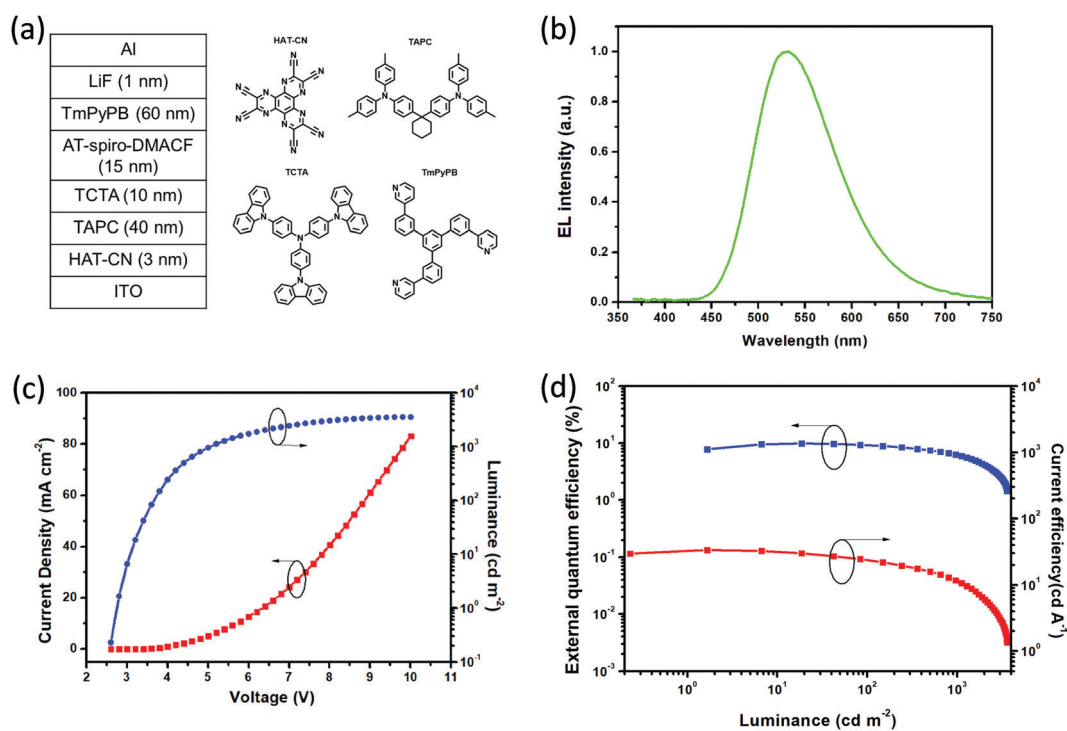 (a)
Al
LiF (1 nm)
TmPyPB (60 nm)
AT-spiro-DMACF
(15 nm)
TCTA (10 nm)
TAPC (40 nm)
HAT-CN (3 nm)
ITO
HAT-CN
CN
CN
NC
NC
CN
CN
N
N
N
N
N
N
TAPC
N
N
TCTA
N
N
N
N
TmPyPB
N
N
N
(b)
EL intensity (a.u.)
1.0
0.8
0.6
0.4
0.2
0.0
350 400 450 500 550 600 650 700 750
Wavelength (nm)
(c)
Current Density (mA cm-2)
100
80
60
40
20
0
2 3 4 5 6 7 8 9 10 11
Voltage (V)
10^4
10^3
10^2
10^1
10^0
10^-1
Luminance (cd m-2)
(d)
External quantum efficiency (%)
10^2
10^1
10^0
10^-1
10^-2
10^-3
10^0 10^1 10^2 10^3
Luminance (cd m-2)
10^4
10^3
10^2
10^1
10^0
Current efficiency(cd A-1)